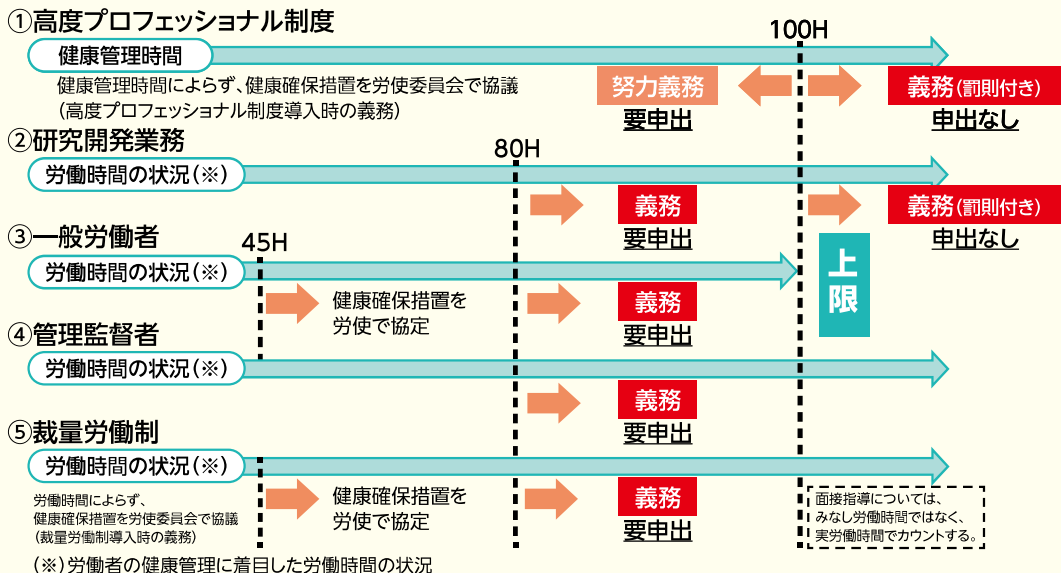 ①高度プロフェッショナル制度
100H
健康管理時間
健康管理時間によらず、健康確保措置を労使委員会で協議
(高度プロフェッショナル制度導入時の義務)
努力義務
要申出
義務(罰則付き)
申出なし
②研究開発業務
80H
労働時間の状況(※)
義務
要申出
義務(罰則付き)
申出なし
③一般労働者
45H
労働時間の状況(※)
健康確保措置を
労使で協定
義務
要申出
上限
④管理監督者
労働時間の状況(※)
義務
要申出
⑤裁量労働制
労働時間の状況(※)
労働時間によらず、
健康確保措置を労使委員会で協議
(裁量労働制導入時の義務)
健康確保措置を
労使で協定
義務
要申出
面接指導については、
みなし労働時間ではなく、
実労働時間でカウントする。
(※)労働者の健康管理に着目した労働時間の状況